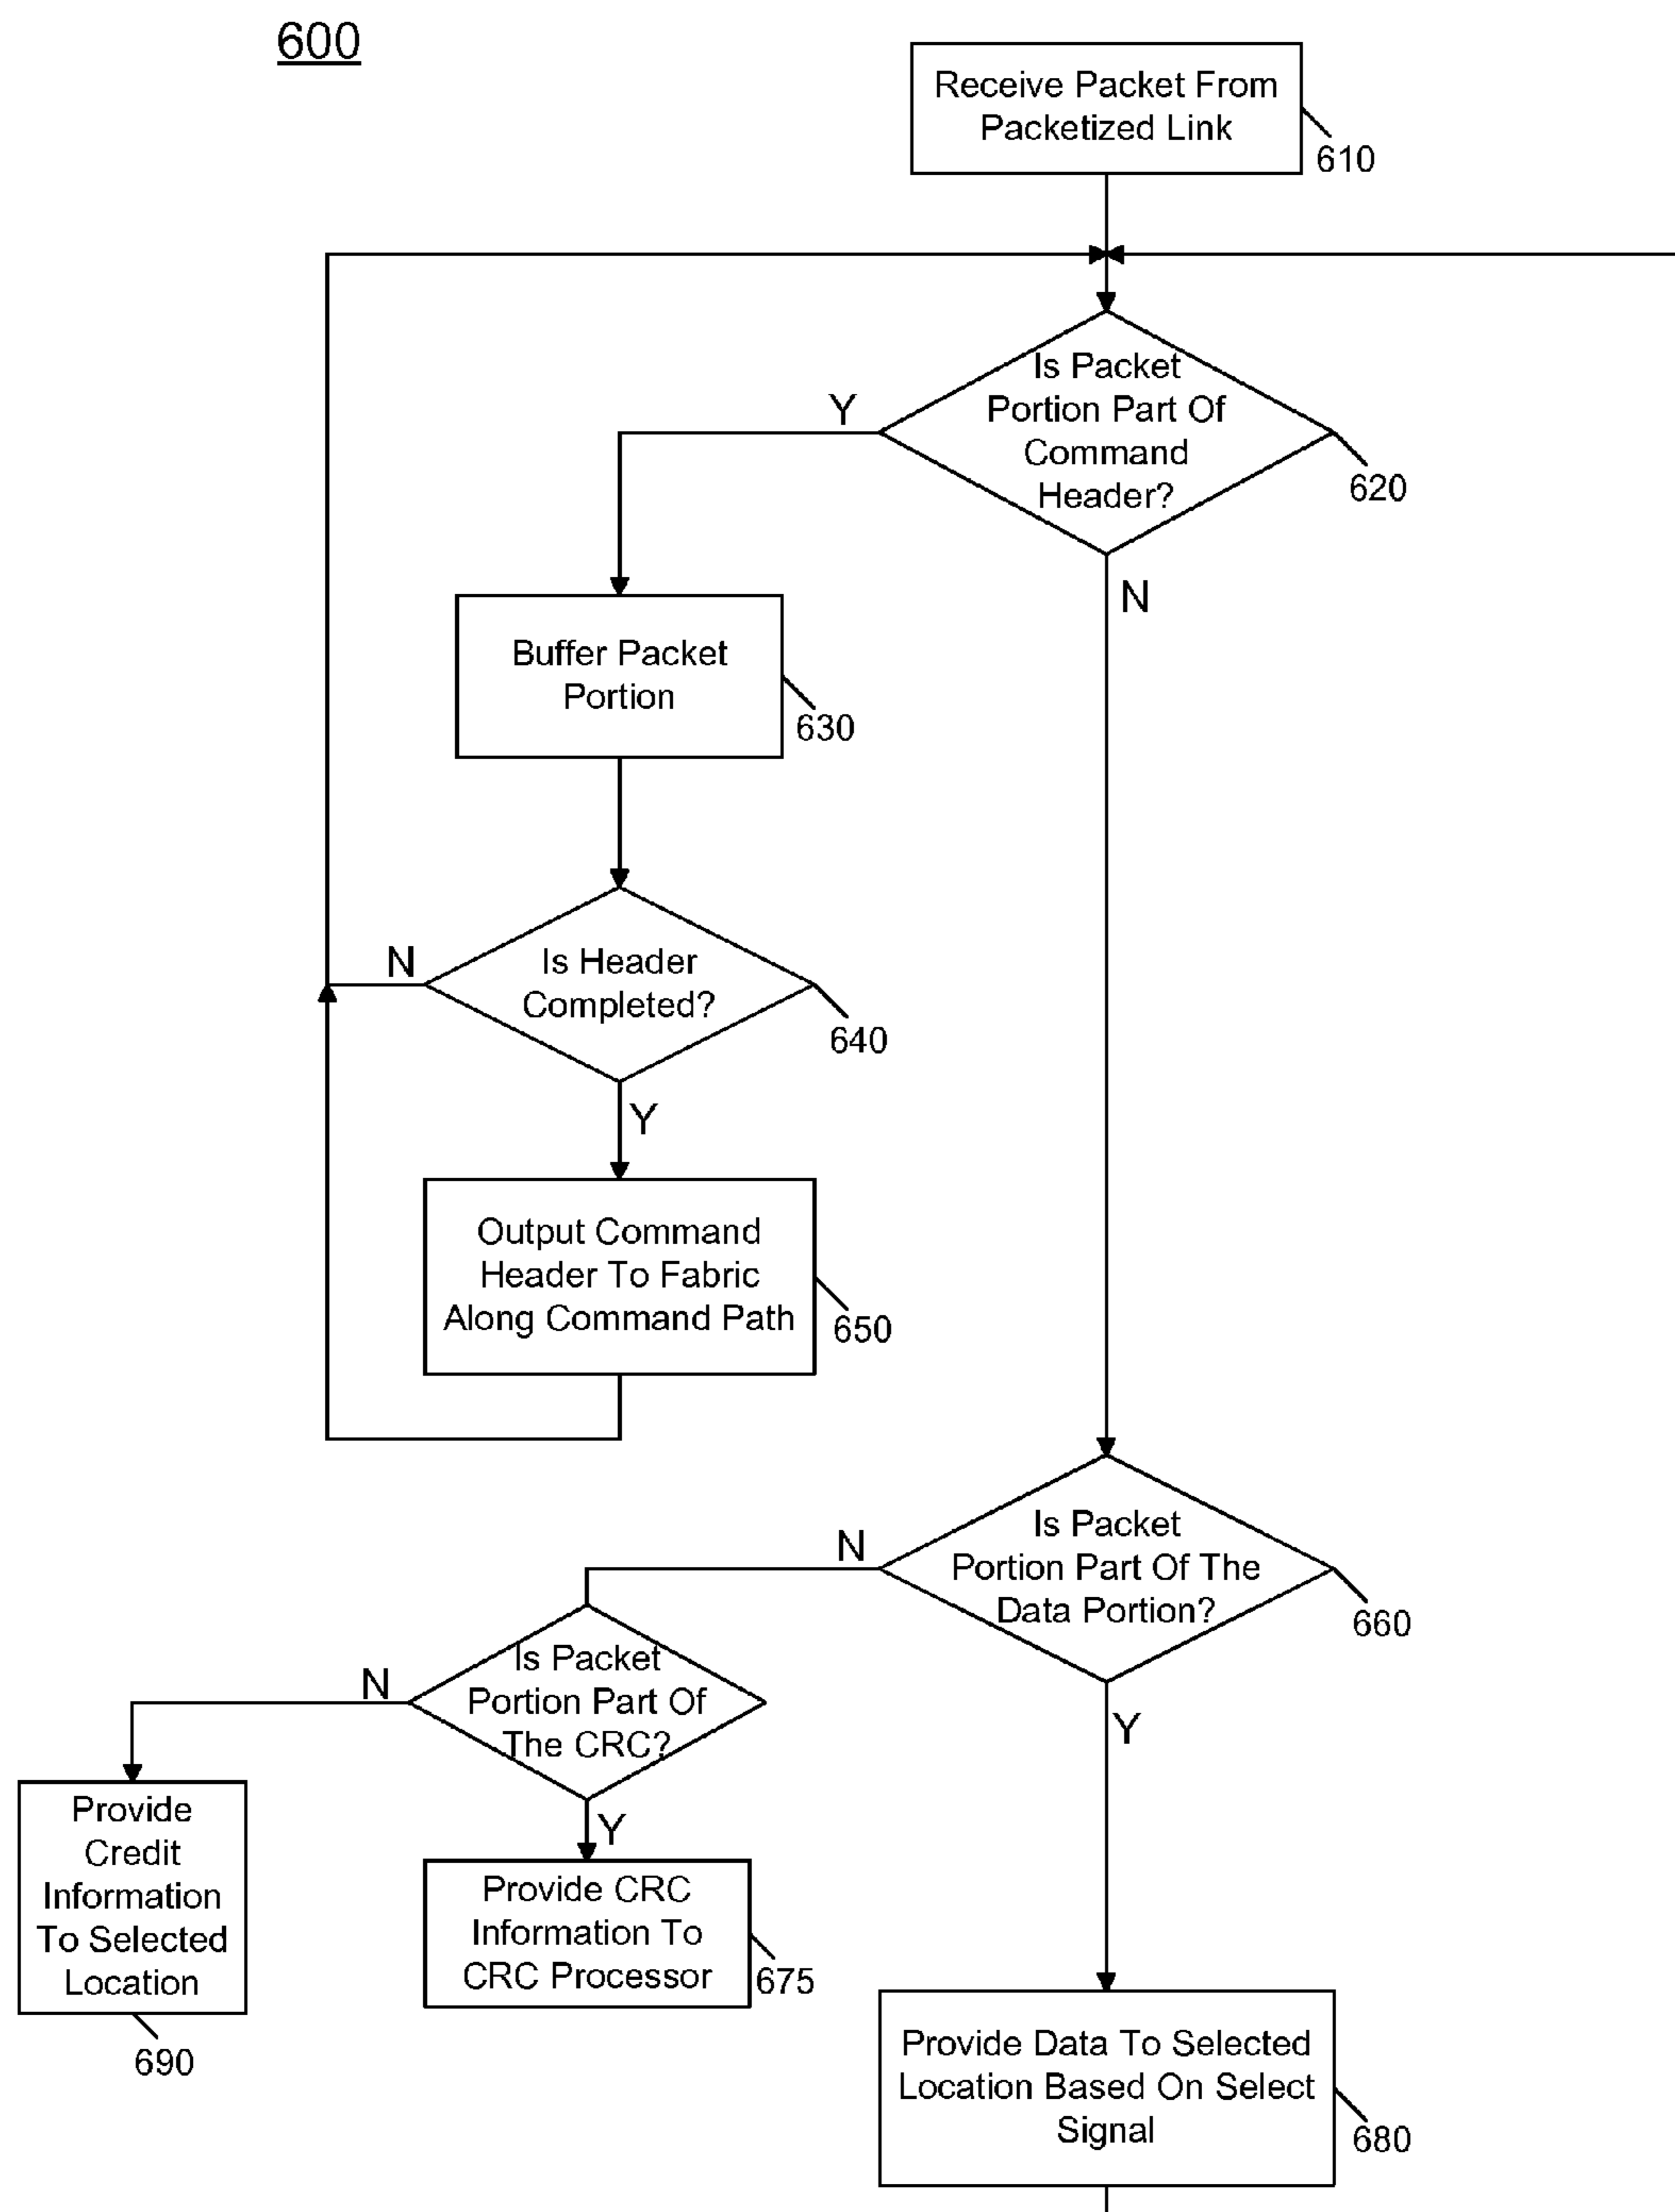 600
Receive Packet From
Packetized Link
610
Is Packet
Portion Part Of
Command
Header?
620
Y
N
Buffer Packet
Portion
630
Is Header
Completed?
640
N
Y
Output Command
Header To Fabric
Along Command Path
650
Is Packet
Portion Part Of The
Data Portion?
660
N
Y
Is Packet
Portion Part Of
The CRC?
N
Y
Provide
Credit
Information
To Selected
Location
690
Provide CRC
Information To
CRC Processor
675
Provide Data To Selected
Location Based On Select
Signal
680